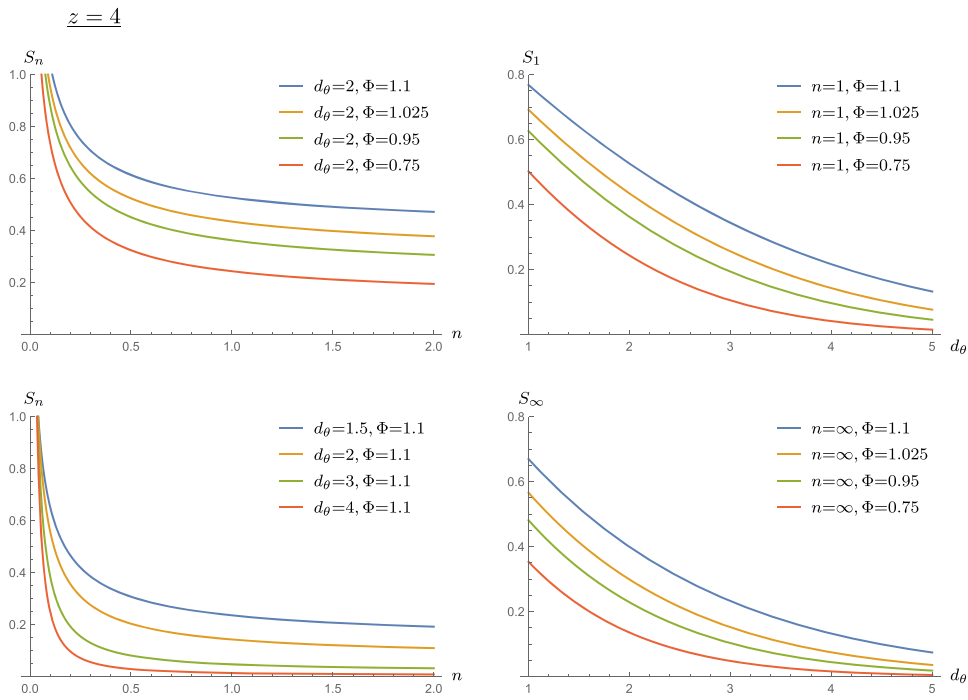 z = 4
S_n
1.0
0.8
0.6
0.4
0.2
0.0 0.5 1.0 1.5 2.0
n
d_θ=2, Φ=1.1
d_θ=2, Φ=1.025
d_θ=2, Φ=0.95
d_θ=2, Φ=0.75
S_1
0.8
0.6
0.4
0.2
1 2 3 4 5
d_θ
n=1, Φ=1.1
n=1, Φ=1.025
n=1, Φ=0.95
n=1, Φ=0.75
S_n
1.0
0.8
0.6
0.4
0.2
0.0 0.5 1.0 1.5 2.0
n
d_θ=1.5, Φ=1.1
d_θ=2, Φ=1.1
d_θ=3, Φ=1.1
d_θ=4, Φ=1.1
S_∞
0.8
0.6
0.4
0.2
1 2 3 4 5
d_θ
n=∞, Φ=1.1
n=∞, Φ=1.025
n=∞, Φ=0.95
n=∞, Φ=0.75